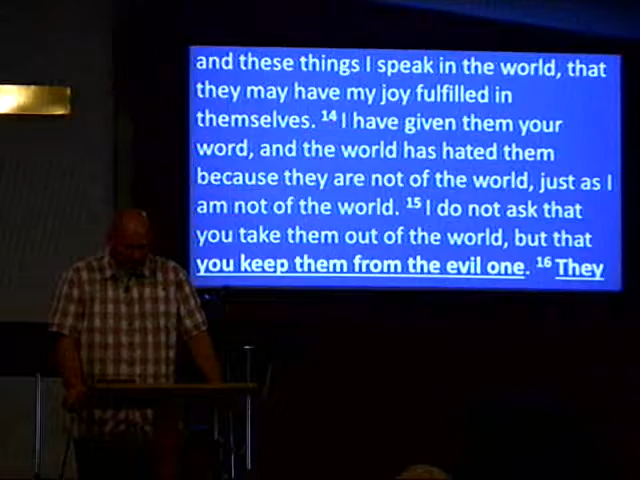 and these things I speak in the world, that
they may have my joy fulfilled in
themselves. 14 I have given them your
word, and the world has hated them
because they are not of the world, just as I
am not of the world. 15 I do not ask that
you take them out of the world, but that
you keep them from the evil one. 16 They